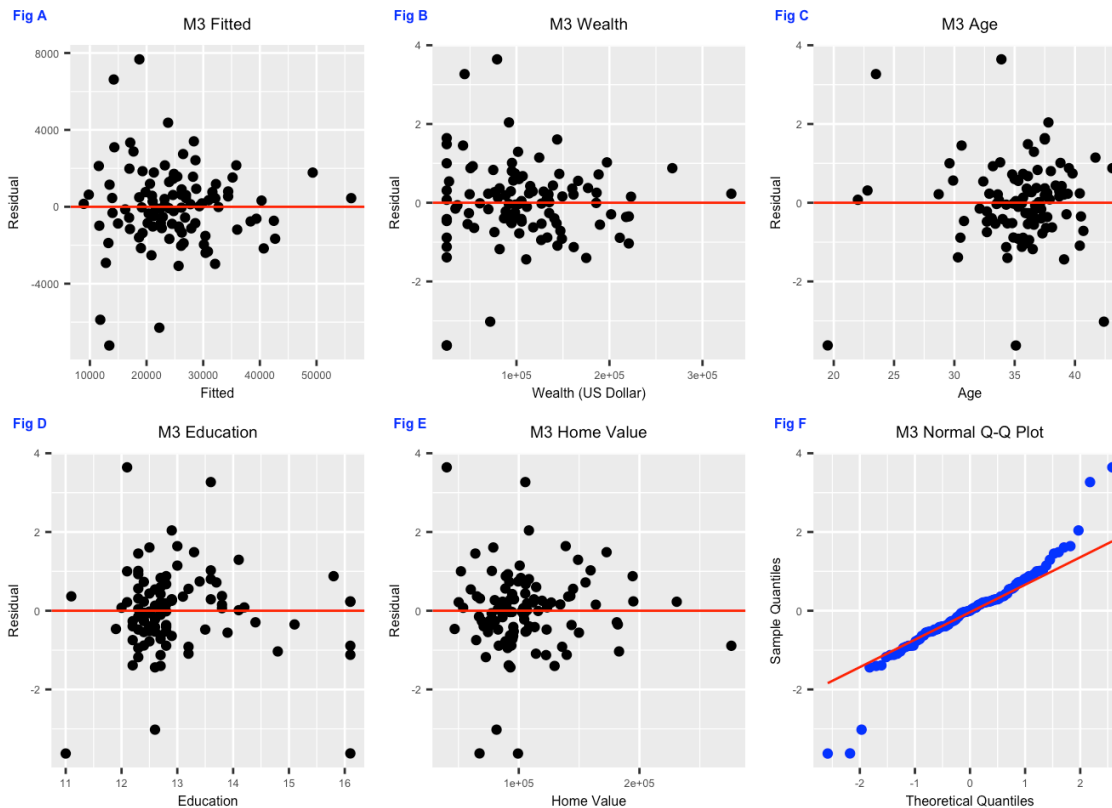 Fig A
M3 Fitted
8000
4000
0
-4000
Residual
10000 20000 30000 40000 50000
Fitted
Fig B
M3 Wealth
4
2
0
-2
Residual
1e+05 2e+05 3e+05
Wealth (US Dollar)
Fig C
M3 Age
4
2
0
-2
Residual
20 25 30 35 40
Age
Fig D
M3 Education
4
2
0
-2
Residual
11 12 13 14 15 16
Education
Fig E
M3 Home Value
4
2
0
-2
Residual
1e+05 2e+05
Home Value
Fig F
M3 Normal Q-Q Plot
4
2
0
-2
Sample Quantiles
-2 -1 0 1 2
Theoretical Quantiles